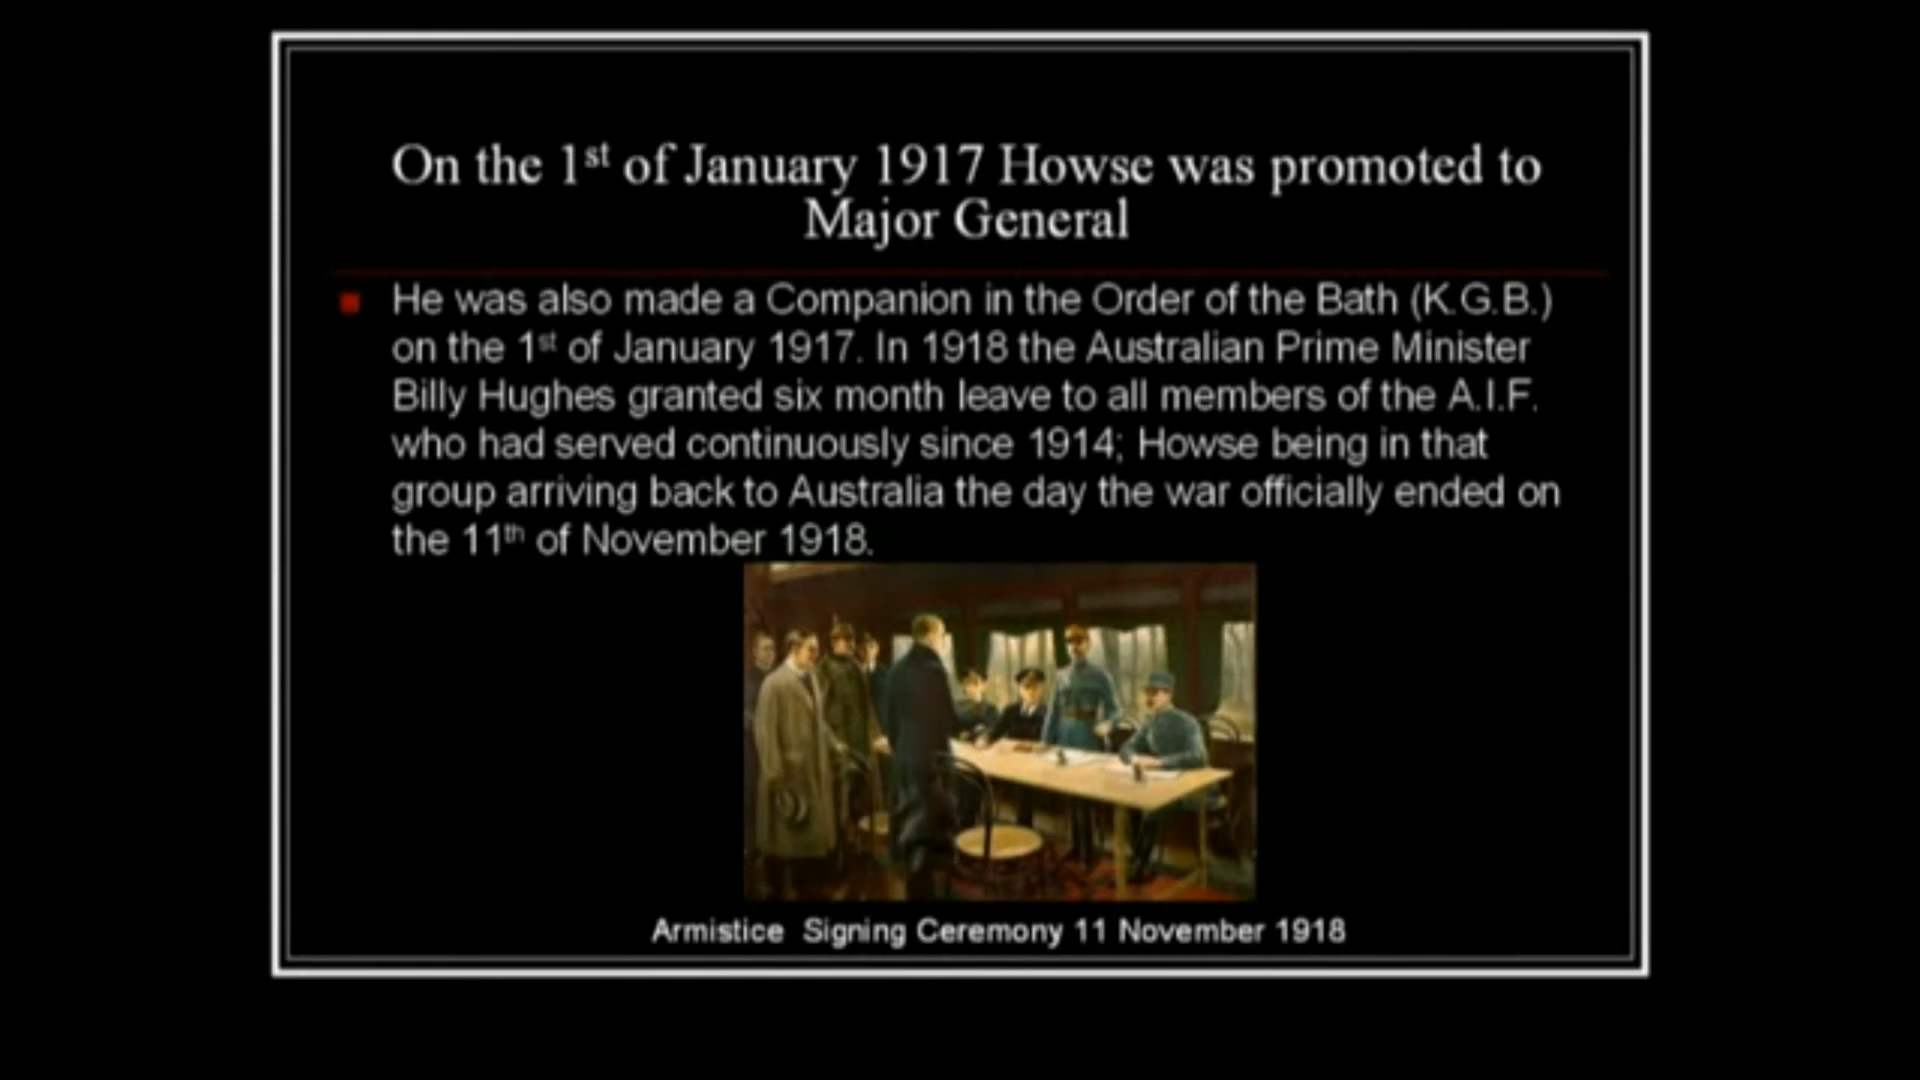 On the 1st of January 1917 Howse was promoted to
Major General
He was also made a Companion in the Order of the Bath (K.G.B.)
on the 1st of January 1917. In 1918 the Australian Prime Minister
Billy Hughes granted six month leave to all members of the A.I.F.
who had served continuously since 1914; Howse being in that
group arriving back to Australia the day the war officially ended on
the 11th of November 1918.
Armistice Signing Ceremony 11 November 1918